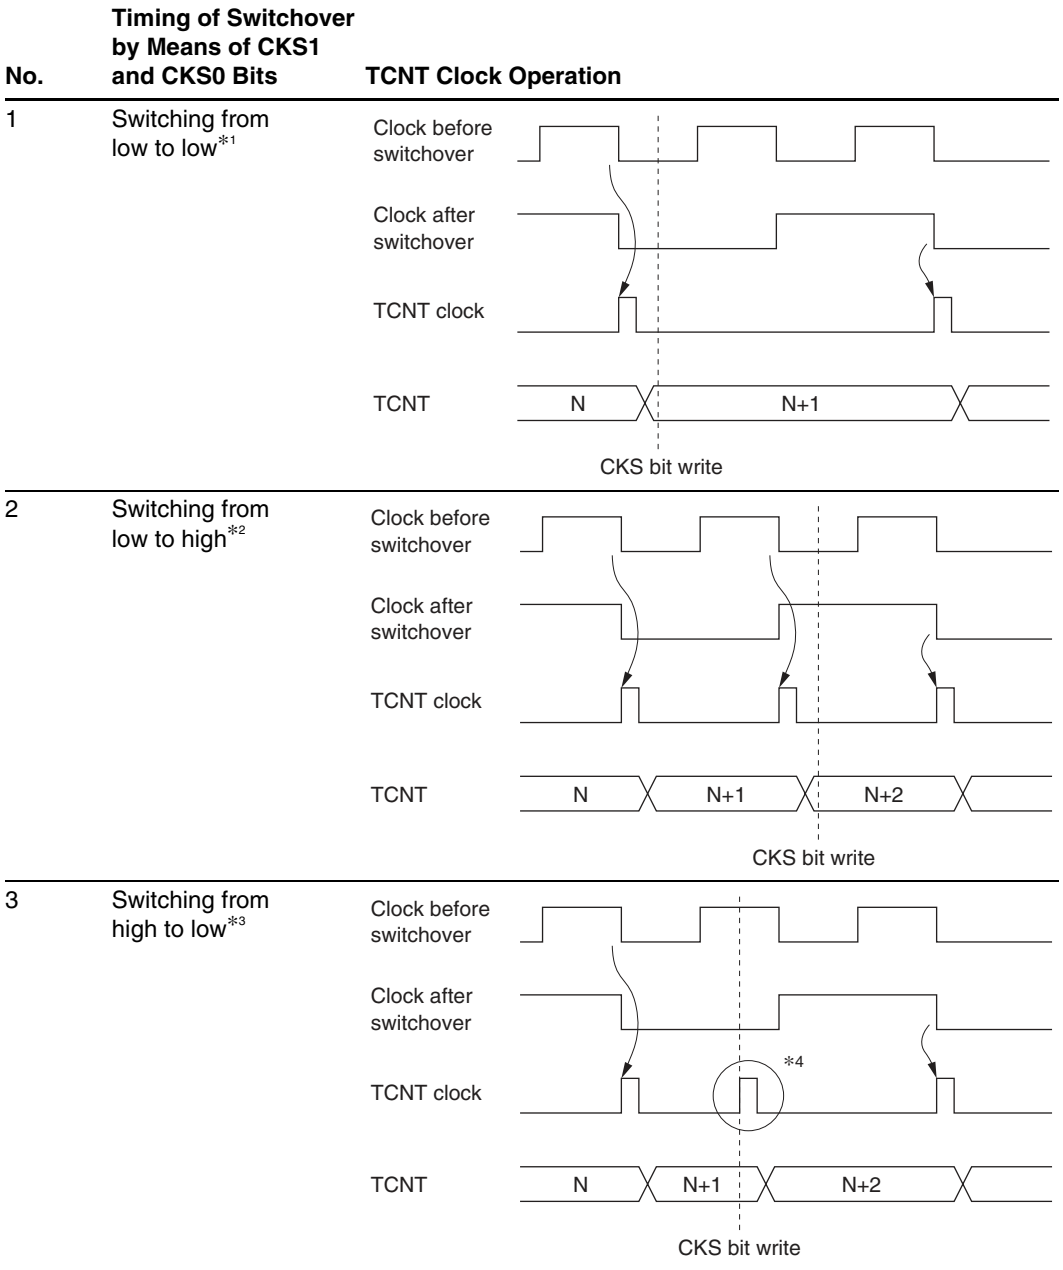 No.
Timing of Switchover
by Means of CKS1
and CKS0 Bits
TCNT Clock Operation
1
Switching from
low to low*1
Clock before
switchover
Clock after
switchover
TCNT clock
TCNT
N
N+1
CKS bit write
2
Switching from
low to high*2
Clock before
switchover
Clock after
switchover
TCNT clock
TCNT
N
N+1
N+2
CKS bit write
3
Switching from
high to low*3
Clock before
switchover
Clock after
switchover
*4
TCNT clock
TCNT
N
N+1
N+2
CKS bit write